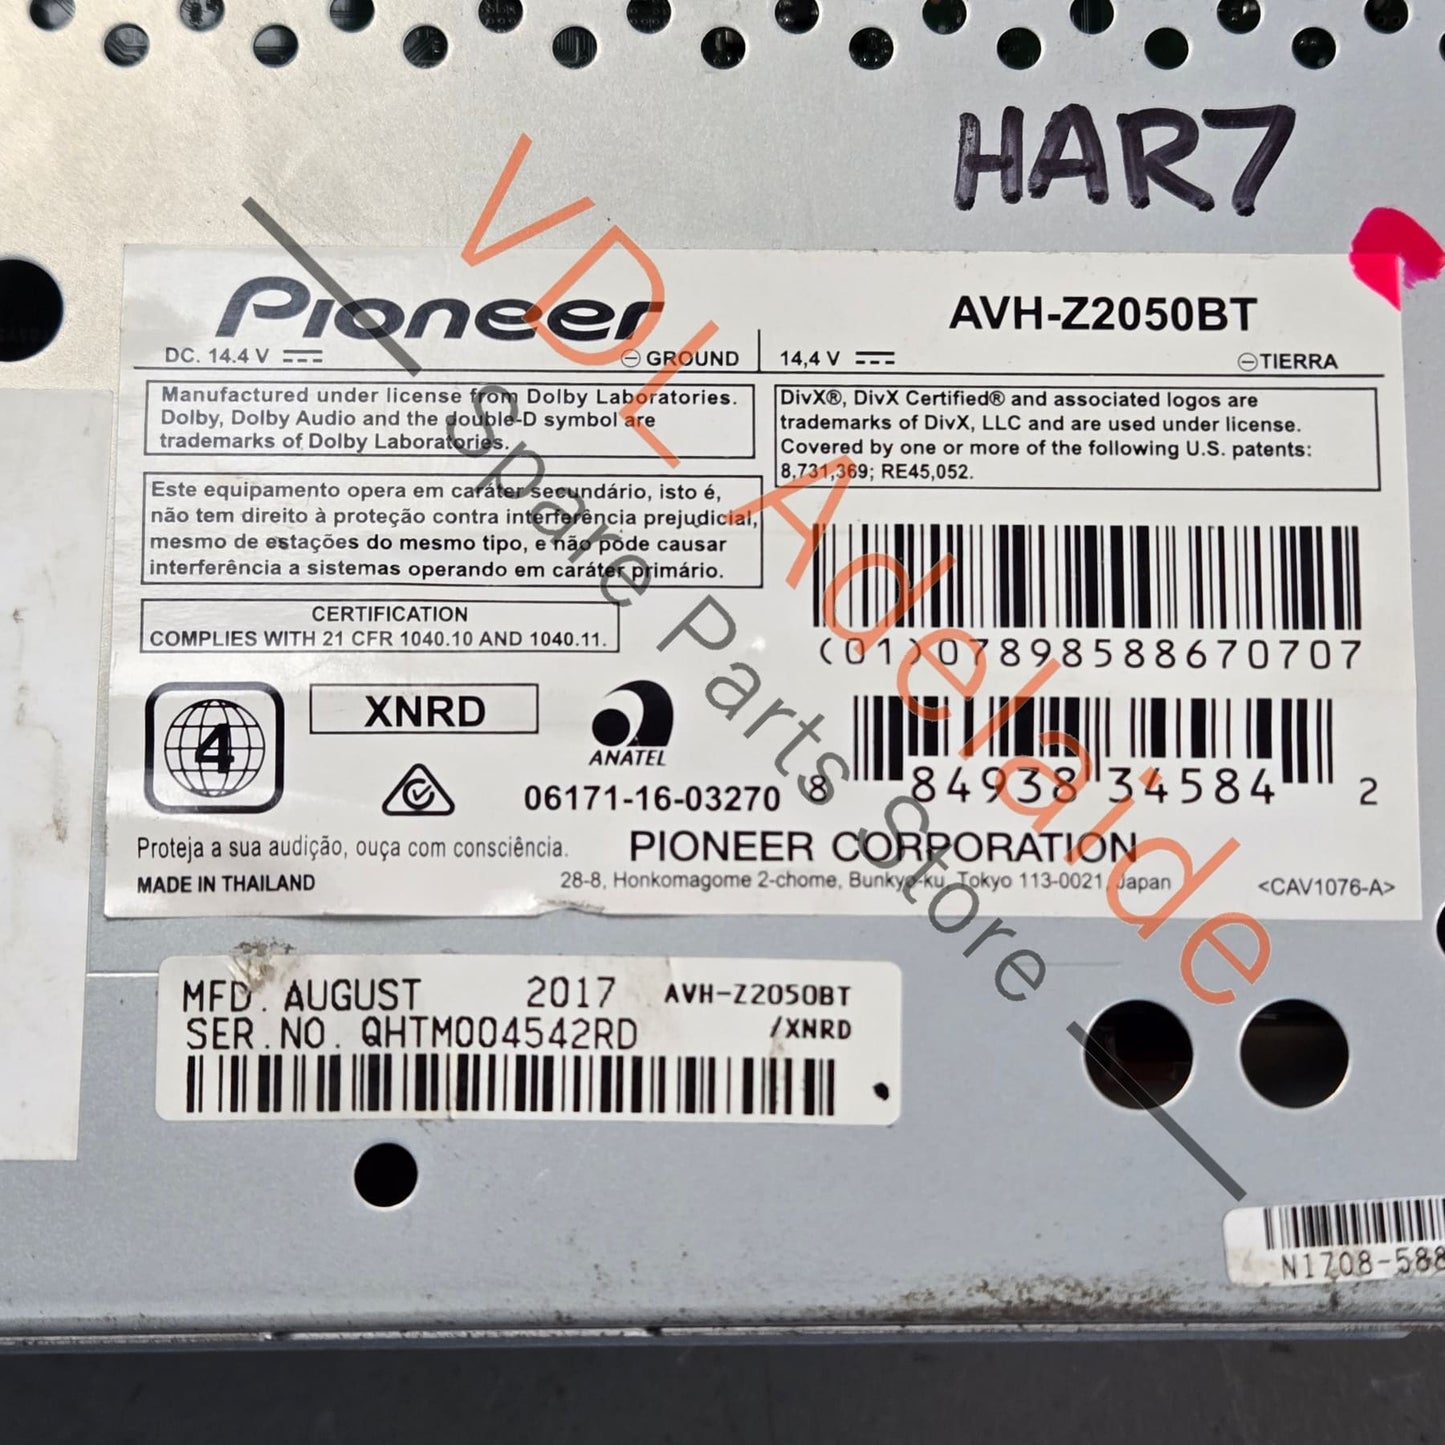 HAR7
Pioneer
AVH-Z2050BT
DC. 14.4 V
GROUND
14,4 V
TIERRA
Manufactured under license from Dolby Laboratories.
Dolby, Dolby Audio and the double-D symbol are
trademarks of Dolby Laboratories.
DivX®, DivX Certified® and associated logos are
trademarks of DivX, LLC and are used under license.
Covered by one or more of the following U.S. patents:
8,731,369; RE45,052.
Este equipamento opera em caráter secundário, isto é,
não tem direito à proteção contra interferência prejudicial,
mesmo de estações do mesmo tipo, e não pode causar
interferência a sistemas operando em caráter primário.
CERTIFICATION
COMPLIES WITH 21 CFR 1040.10 AND 1040.11.
(01)07898588670707
4
XNRD
ANATEL
06171-16-03270
8 84938 34584 2
Proteja a sua audição, ouça com consciência.
MADE IN THAILAND
PIONEER CORPORATION
28-8, Honkomagome 2-chome, Bunkyo-ku, Tokyo 113-0021, Japan
<CAV1076-A>
MFD. AUGUST 2017 AVH-Z2050BT
SER.NO. QHTM004542RD /XNRD
N1708-588
VDL Adelaide
Spare Parts Store